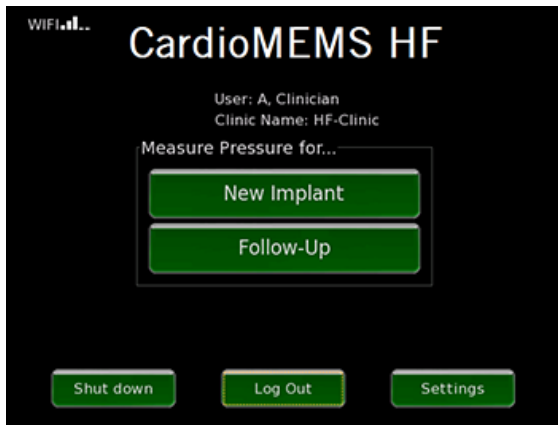 WIFI
CardioMEMS HF
User: A, Clinician
Clinic Name: HF-Clinic
Measure Pressure for...
New Implant
Follow-Up
Shut down
Log Out
Settings